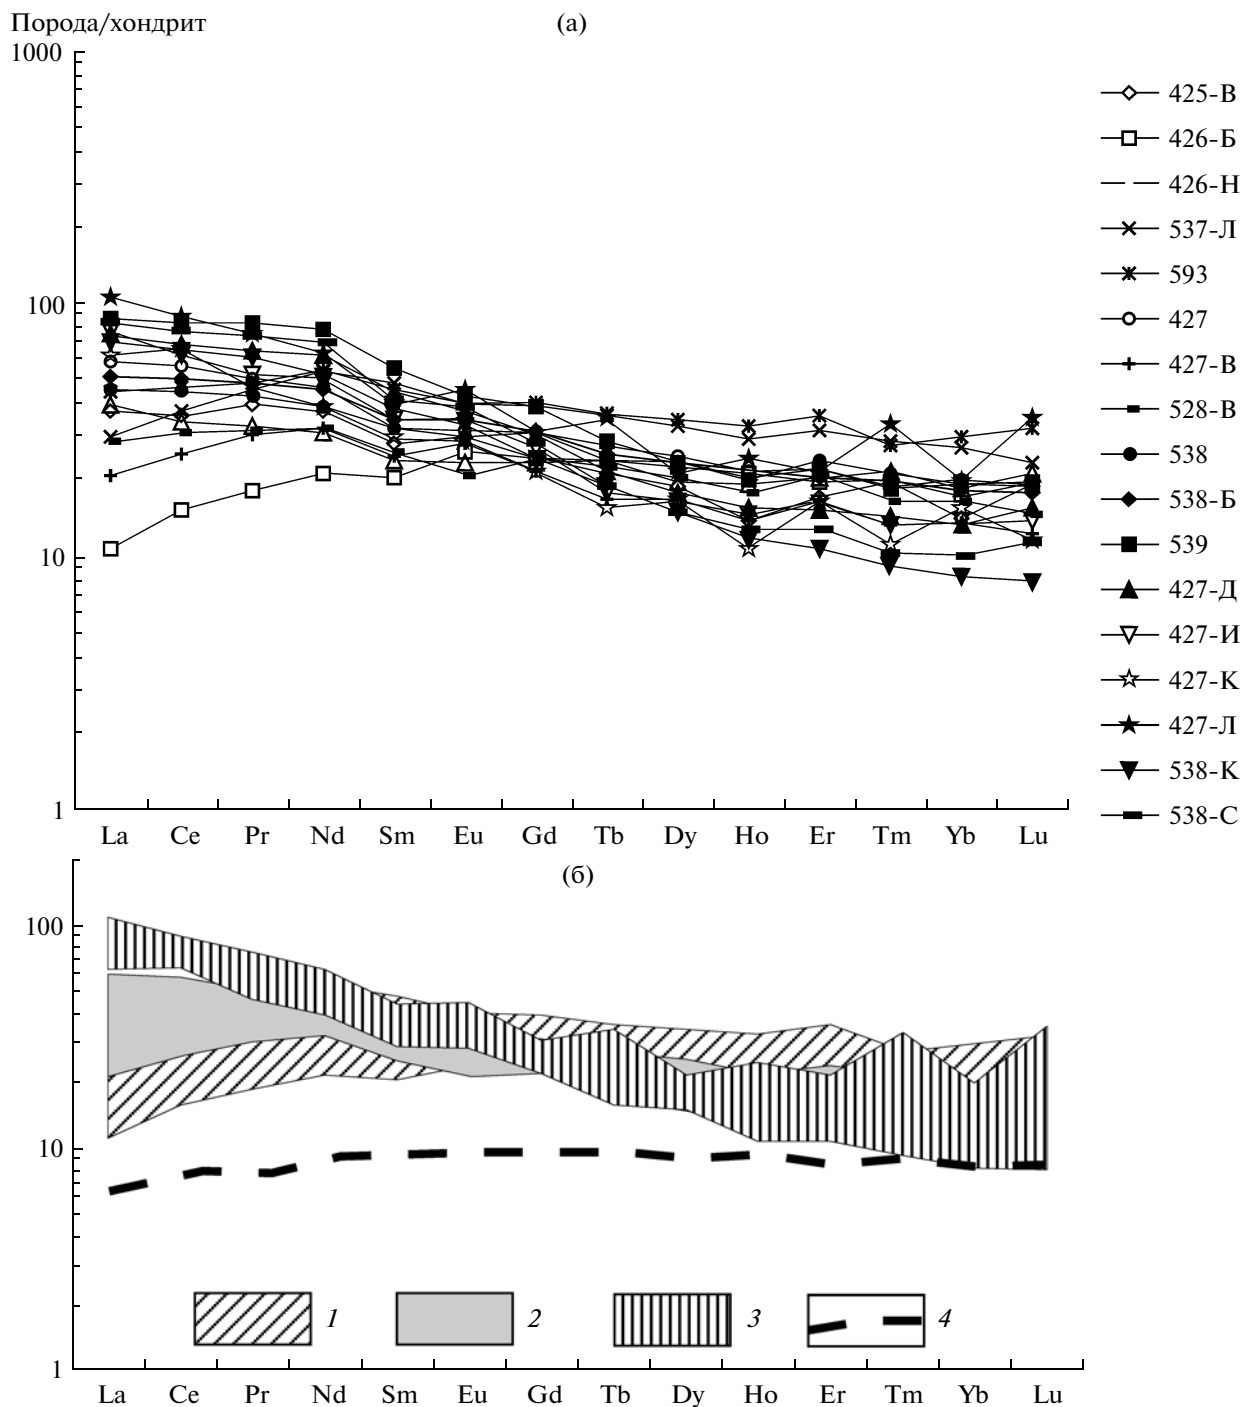 Порода/хондрит
(а)
1000
100
10
1
La Ce Pr Nd Sm Eu Gd Tb Dy Ho Er Tm Yb Lu
425-В
426-Б
426-Н
537-Л
593
427
427-В
528-В
538
538-Б
539
427-Д
427-И
427-К
427-Л
538-К
538-С
(б)
100
10
1
1 2 3 4
La Ce Pr Nd Sm Eu Gd Tb Dy Ho Er Tm Yb Lu